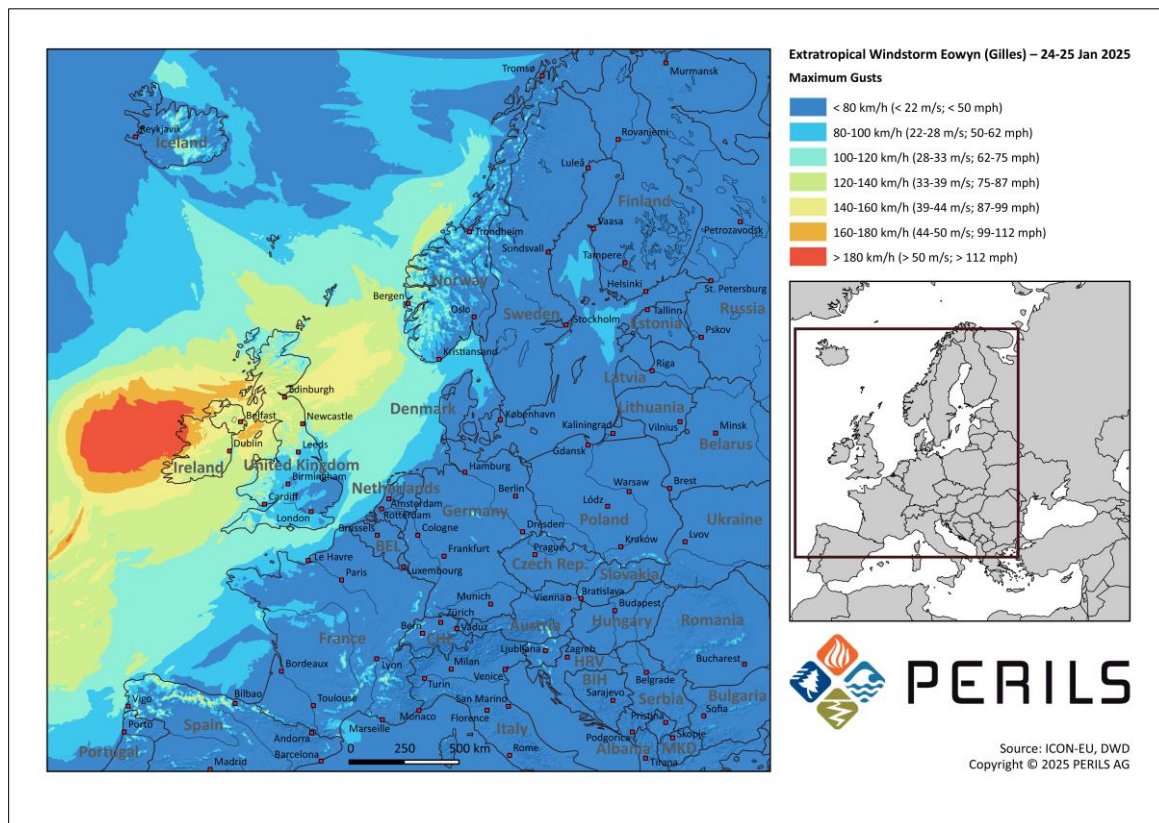 Extratropical Windstorm Eowyn (Gilles) – 24-25 Jan 2025
Maximum Gusts
< 80 km/h (< 22 m/s; < 50 mph)
80-100 km/h (22-28 m/s; 50-62 mph)
100-120 km/h (28-33 m/s; 62-75 mph)
120-140 km/h (33-39 m/s; 75-87 mph)
140-160 km/h (39-44 m/s; 87-99 mph)
160-180 km/h (44-50 m/s; 99-112 mph)
> 180 km/h (> 50 m/s; > 112 mph)
Tromsø
Murmansk
Reykjavik
Iceland
Rovanjemi
Luleå
Finland
Vaasa
Trondheim
Petrozavodsk
Sundsvall
Tampere
Norway
Helsinki
St. Petersburg
Bergen
Oslo
Sweden
Tallinn
Russia
Stockholm
Estonia
Pskov
Kristiansand
Riga
Latvia
Edinburgh
Denmark
Lithuania
Belfast
Newcastle
København
Kaliningrad
Vilnius
Minsk
Belarus
Dublin
Leeds
Gdansk
Ireland
United Kingdom
Hamburg
Birmingham
Netherlands
Berlin
Warsaw
Brest
Cardiff
Amsterdam
Łódz
London
Rotterdam
Germany
Poland
Ukraine
Brussels
Cologne
Dresden
BEL
Prague
Kraków
Lvov
Le Havre
Frankfurt
Czech Rep.
Luxembourg
Slovakia
Paris
Munich
Vienna
Bratislava
Zürich
Budapest
Bern
Vaduz
Austria
Hungary
Romania
France
CHE
Ljubljana
Zagreb
Lyon
Milan
HRV
Bucharest
Bordeaux
Venice
BIH
Turin
Belgrade
Vigo
Bilbao
Toulouse
San Marino
Sarajevo
Serbia
Bulgaria
Porto
Spain
Marseille
Monaco
Florence
Italy
Pristina
Sofia
Portugal
Andorra
Podgorica
Skopje
Barcelona
Albania
MKD
Madrid
Rome
Tirana
0 250 500 km
PERILS
Source: ICON-EU, DWD
Copyright © 2025 PERILS AG